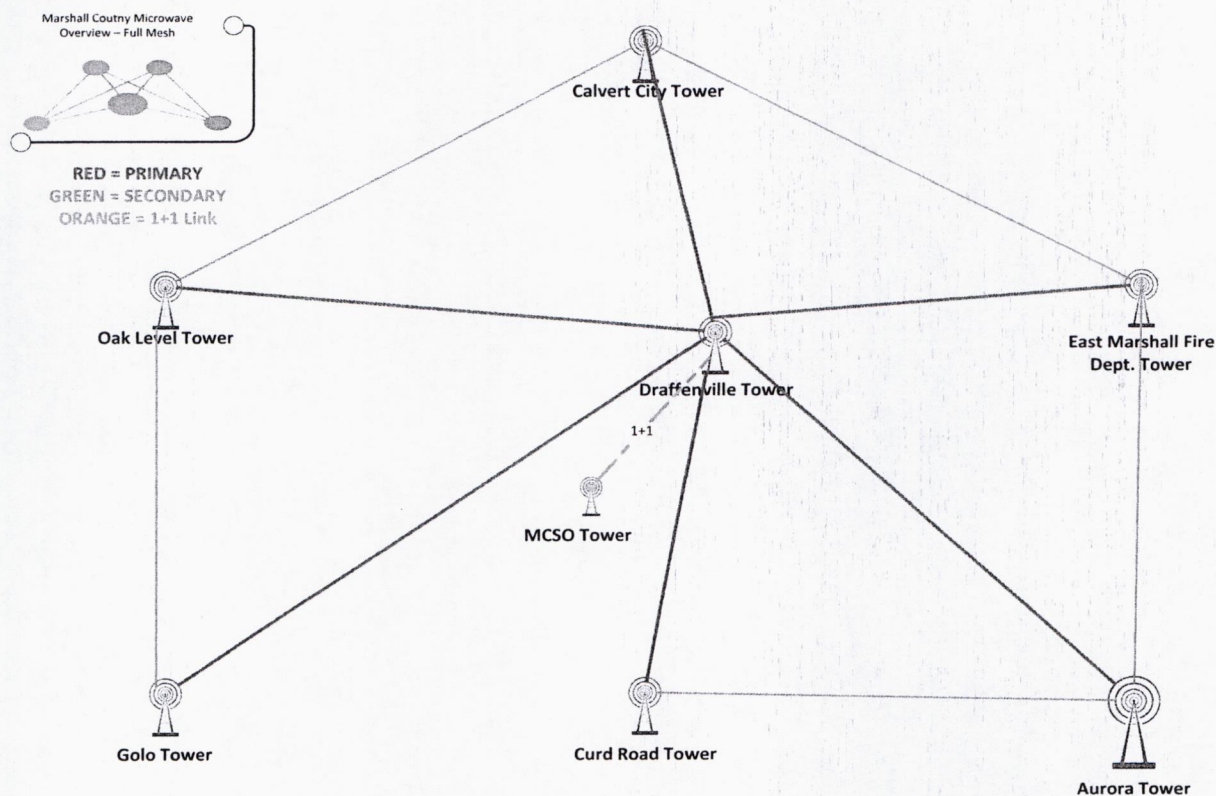 Marshall Coutny Microwave
Overview – Full Mesh
RED = PRIMARY
GREEN = SECONDARY
ORANGE = 1+1 Link
Calvert City Tower
Oak Level Tower
East Marshall Fire
Dept. Tower
Draffenville Tower
1+1
MCSO Tower
Golo Tower
Curd Road Tower
Aurora Tower